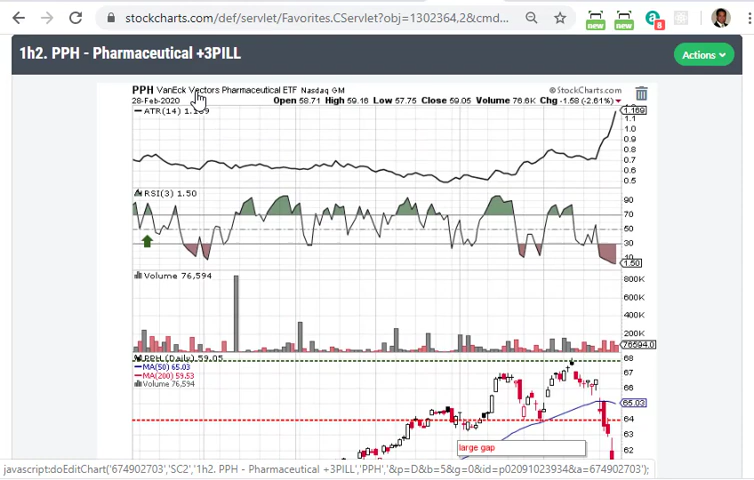 stockcharts.com/def/servlet/Favorites.CServlet?obj=1302364,2&cmd...
new
new
a
8
1h2. PPH - Pharmaceutical +3PILL
Actions
PPH VanEck Vectors Pharmaceutical ETF Nasdaq GM
© StockCharts.com
28-Feb-2020
Open 58.71 High 59.16 Low 57.75 Close 59.05 Volume 76.6K Chg -1.58 (-2.61%)
ATR(14) 1.169
1.169
1.1
1.0
0.9
0.8
0.7
0.6
0.5
RSI(3) 1.50
90
70
50
30
1.50
Volume 76,594
800K
600K
400K
200K
76594.0
PPH (Daily) 59.05
MA(50) 65.03
MA(200) 59.53
Volume 76,594
68
67
66
65.03
64
63
62
large gap
javascript:doEditChart('674902703','SC2','1h2. PPH - Pharmaceutical +3PILL','PPH','&p=D&b=5&g=0&id=p02091023934&a=674902703');